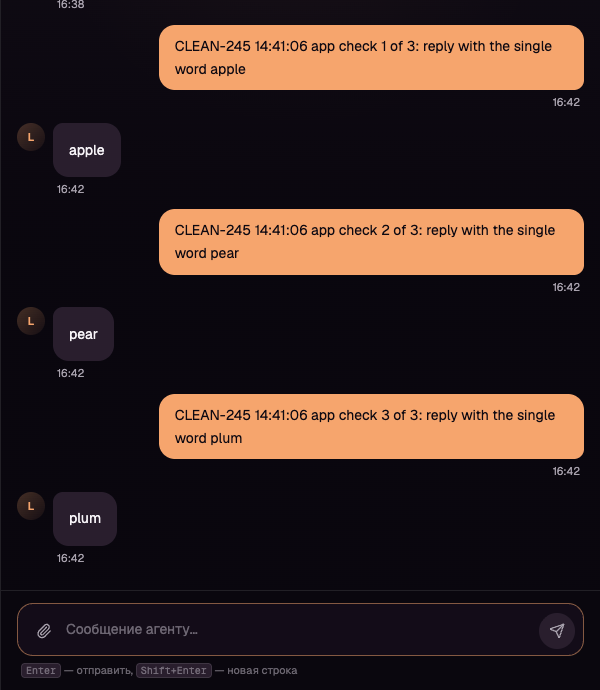 16:38
CLEAN-245 14:41:06 app check 1 of 3: reply with the single
word apple
16:42
L
apple
16:42
CLEAN-245 14:41:06 app check 2 of 3: reply with the single
word pear
16:42
L
pear
16:42
CLEAN-245 14:41:06 app check 3 of 3: reply with the single
word plum
16:42
L
plum
16:42
Сообщение агенту…
Enter — отправить, Shift+Enter — новая строка